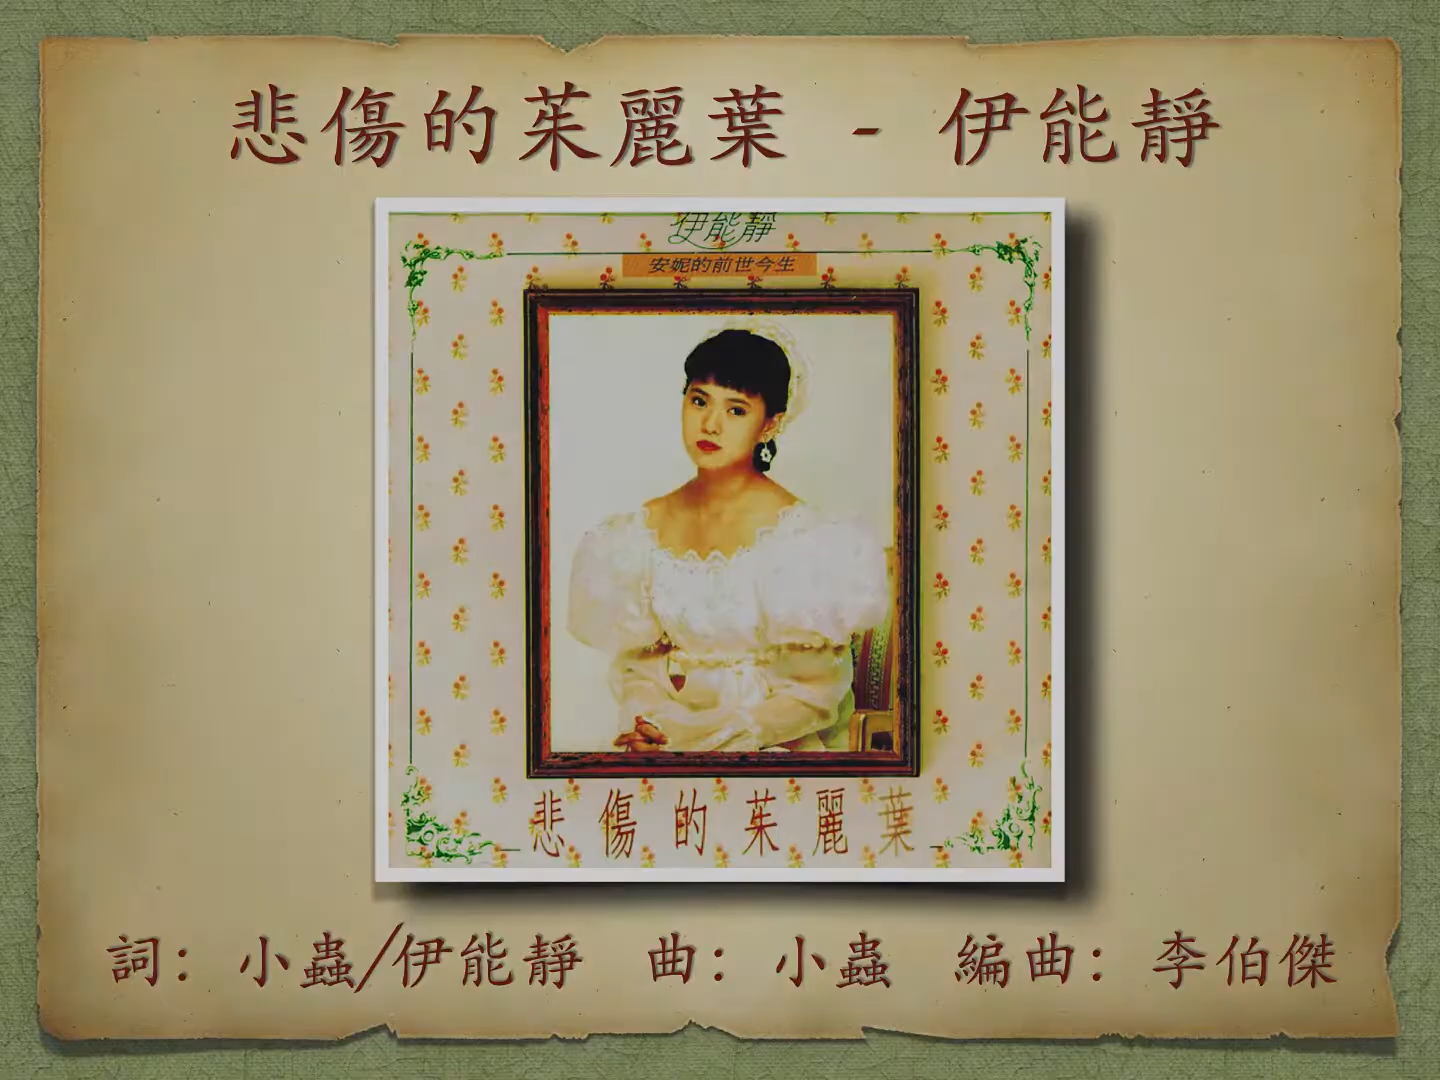 悲傷的茱麗葉 - 伊能靜
伊能靜
安妮的前世今生
悲傷的茱麗葉
詞：小蟲/伊能靜 曲：小蟲 編曲：李伯傑